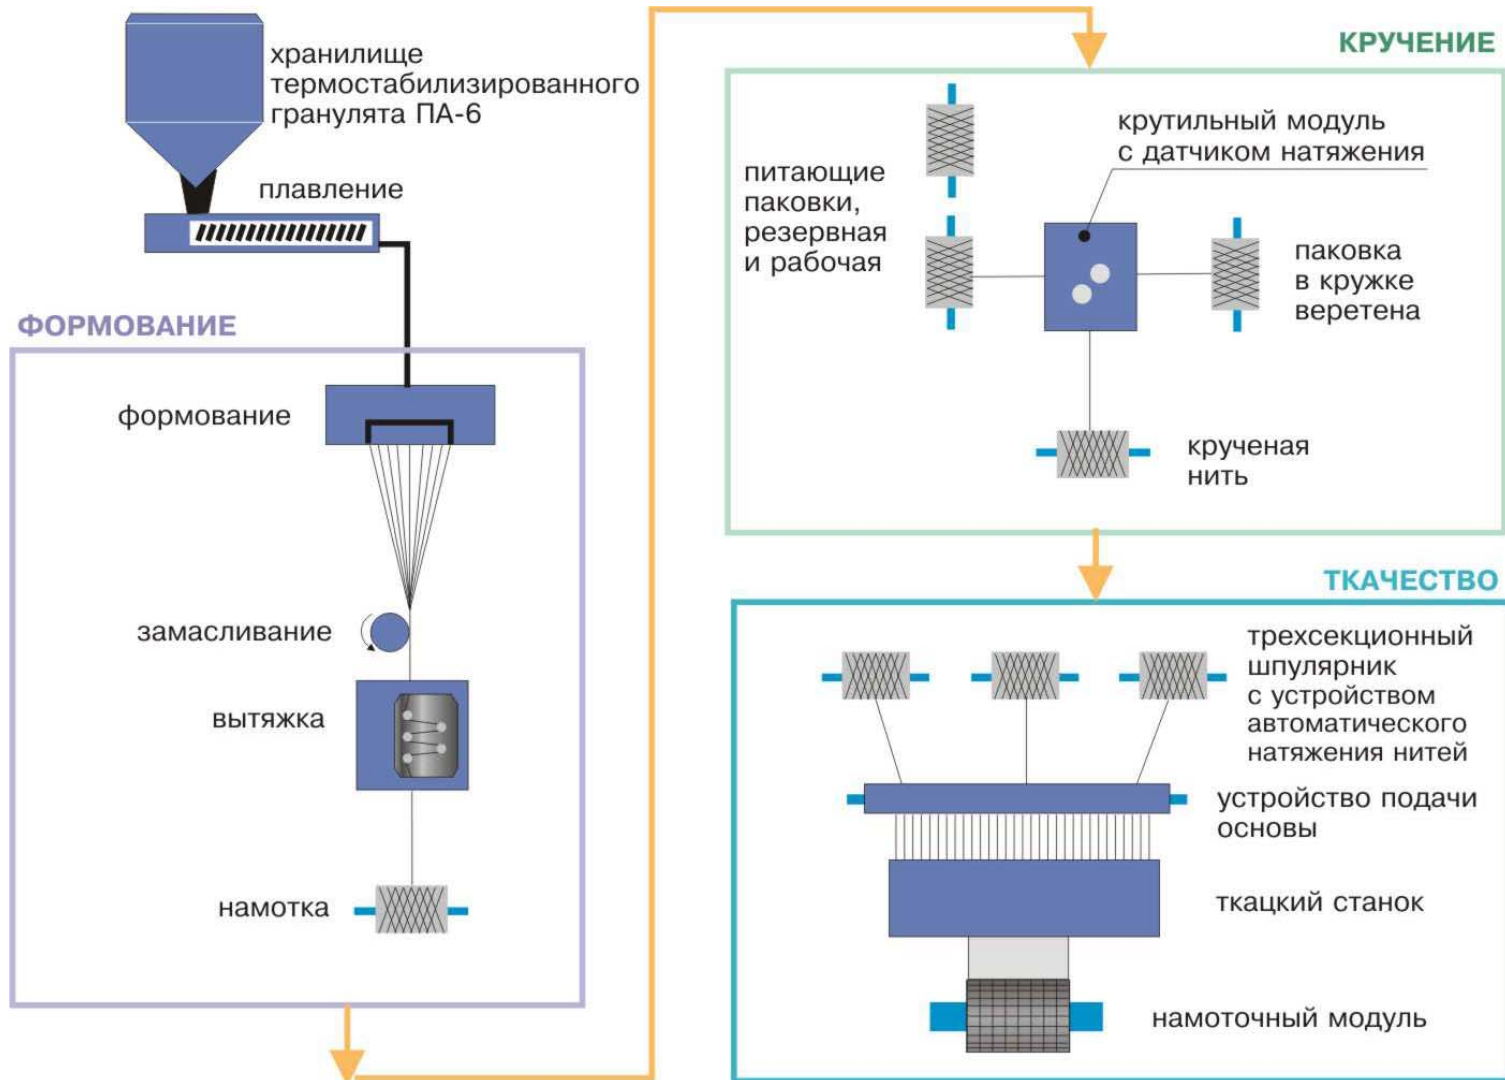 хранилище
термостабилизированного
гранулята ПА-6
плавление
ФОРМОВАНИЕ
формование
замасливание
вытяжка
намотка
КРУЧЕНИЕ
крутильный модуль
с датчиком натяжения
питающие
паковки,
резервная
и рабочая
паковка
в кружке
веретена
крученая
нить
ТКАЧЕСТВО
трехсекционный
шпулярник
с устройством
автоматического
натяжения нитей
устройство подачи
основы
ткацкий станок
намоточный модуль